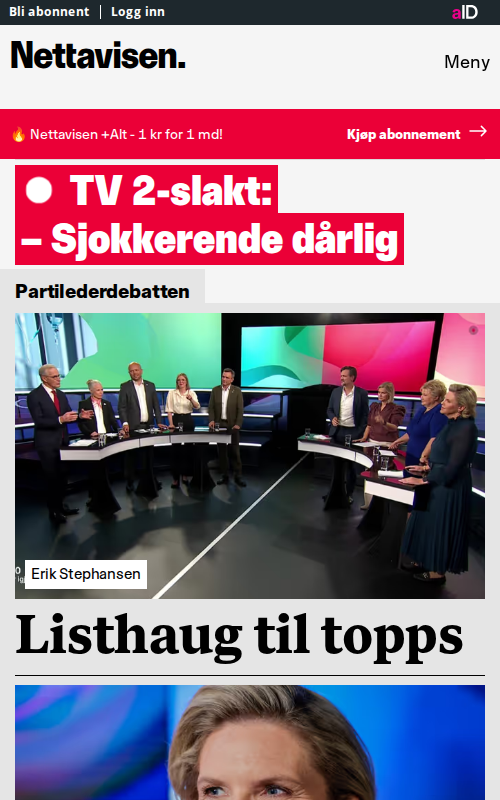 Bli abonnent
Logg inn
aID
Nettavisen.
Meny
🔥 Nettavisen +Alt - 1 kr for 1 md!
Kjøp abonnement →
TV 2-slakt:
– Sjokkerende dårlig
Partilederdebatten
Erik Stephansen
Listhaug til topps